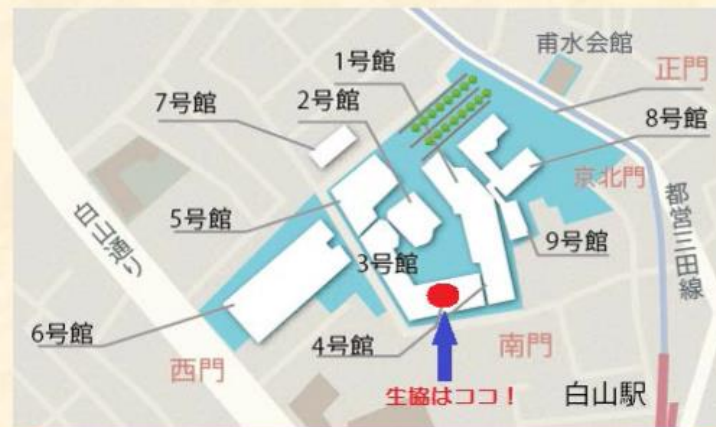 甫水会館
1号館
正門
7号館
2号館
8号館
京北門
白山通り
5号館
都営三田線
3号館
9号館
6号館
4号館
南門
西門
生協はココ！
白山駅